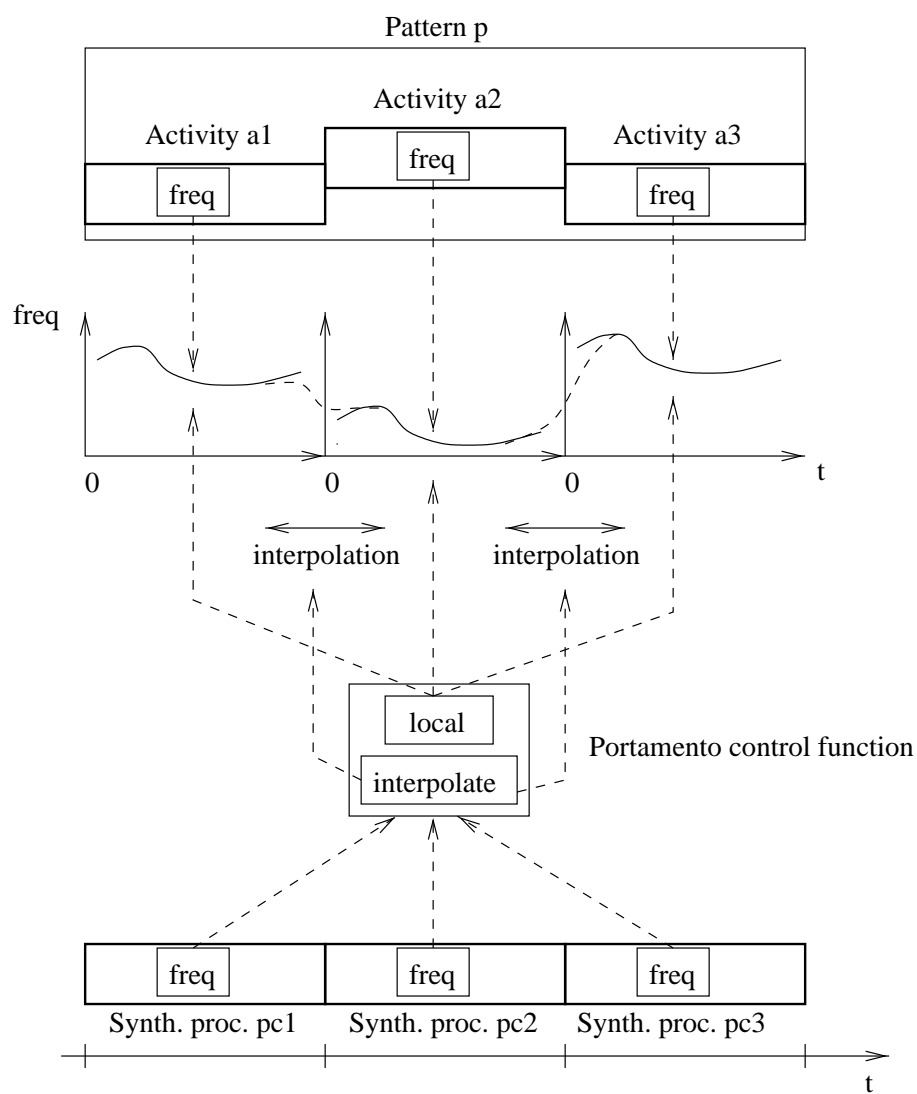 Pattern p
Activity a2
Activity a1
Activity a3
freq
freq
freq
freq
0
0
0
t
interpolation
interpolation
local
Portamento control function
interpolate
freq
freq
freq
Synth. proc. pc1
Synth. proc. pc2
Synth. proc. pc3
t